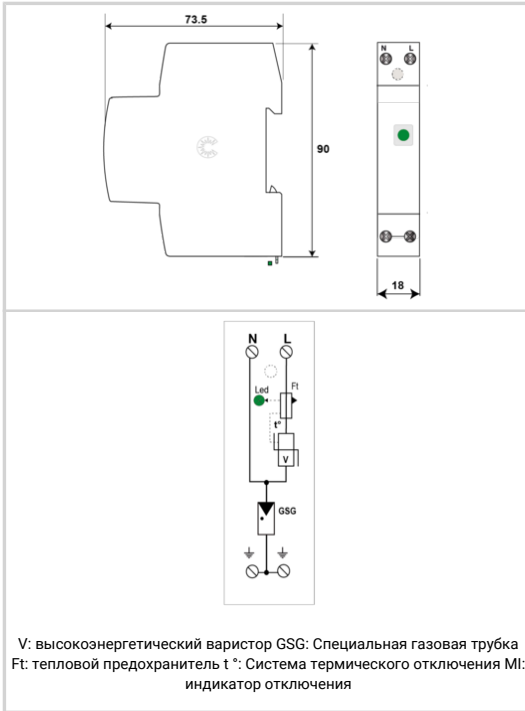 73.5
N L
90
18
N L
Led
Ft
t°
V
GSG
V: высокоэнергетический варистор GSG: Специальная газовая трубка
Ft: тепловой предохранитель t °: Система термического отключения MI:
индикатор отключения